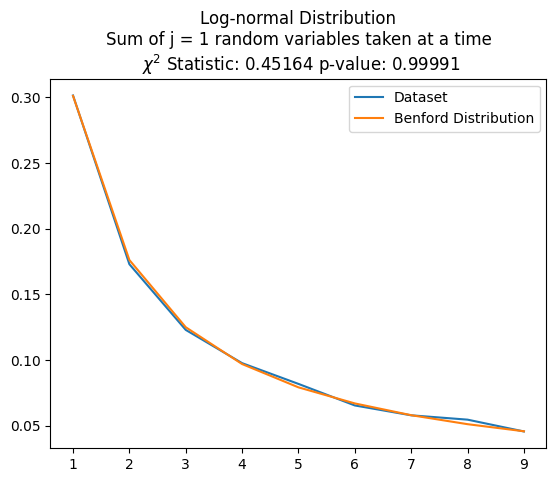 Log-normal Distribution
Sum of j = 1 random variables taken at a time
χ² Statistic: 0.45164 p-value: 0.99991
Dataset
Benford Distribution
0.30
0.25
0.20
0.15
0.10
0.05
1 2 3 4 5 6 7 8 9